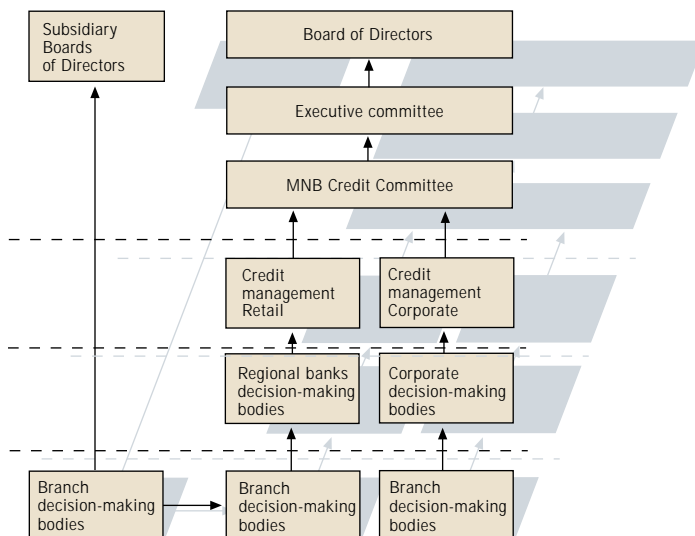 Subsidiary
Boards
of Directors
Board of Directors
Executive committee
MNB Credit Committee
Credit
management
Retail
Credit
management
Corporate
Regional banks
decision-making
bodies
Corporate
decision-making
bodies
Branch
decision-making
bodies
Branch
decision-making
bodies
Branch
decision-making
bodies